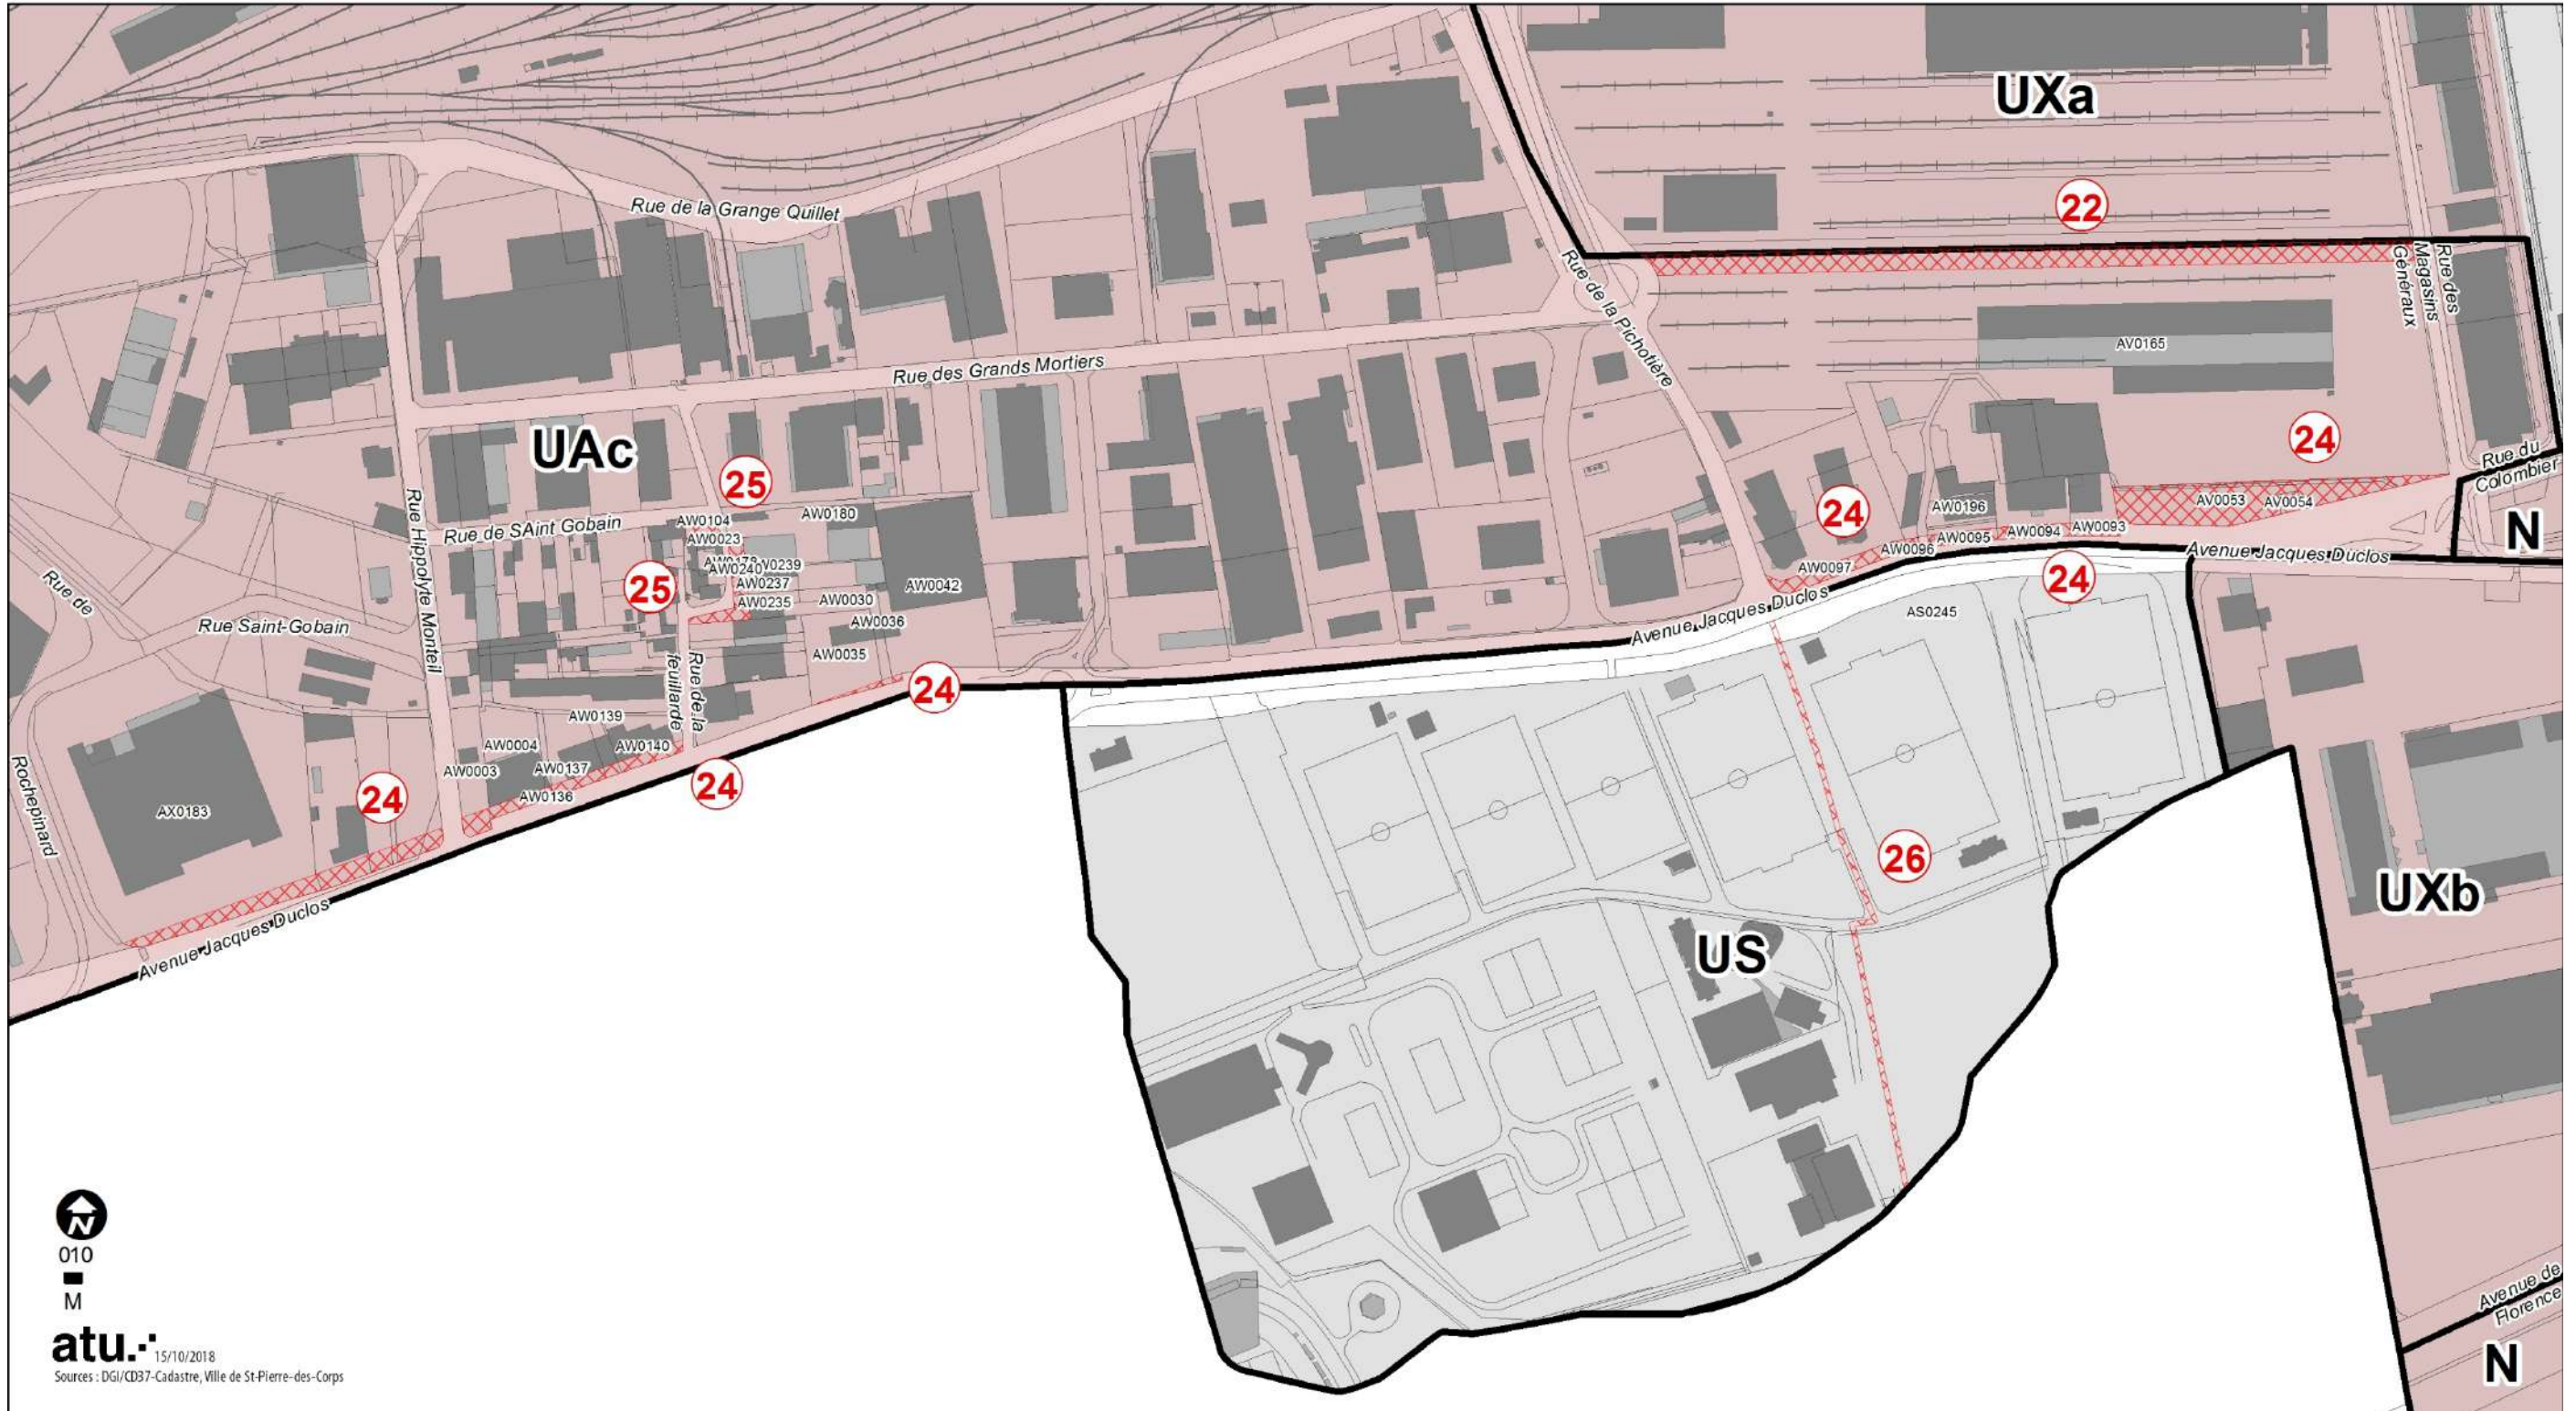 UXa
22
Rue de la Grange Quillet
Rue de la Pichotière
Rue des
Magasins
Généraux
AV0165
Rue des Grands Mortiers
UAc
24
25
Rue du
Colombier
24
Rue de SAint Gobain
AW0104
AW0180
AW0023
AW0196
AV0053
AV0054
N
AW0093
AW0094
AW0095
AW0096
AW0097
Avenue Jacques Duclos
AW0240
AW0237
AW0235
25
AW0042
AW0030
AW0036
AW0035
24
AS0245
Rue Hippolyte Monteil
Rue de
Rochepinard
Rue Saint-Gobain
Avenue Jacques Duclos
Rue de la
feuillarde
24
AW0139
AW0004
AW0140
AW0003
AW0137
AW0136
24
24
AX0183
26
UXb
Avenue Jacques Duclos
US
N
010
M
atu.
15/10/2018
Sources : DGI/CD37-Cadastre, Ville de St-Pierre-des-Corps
Avenue de
Florence
N